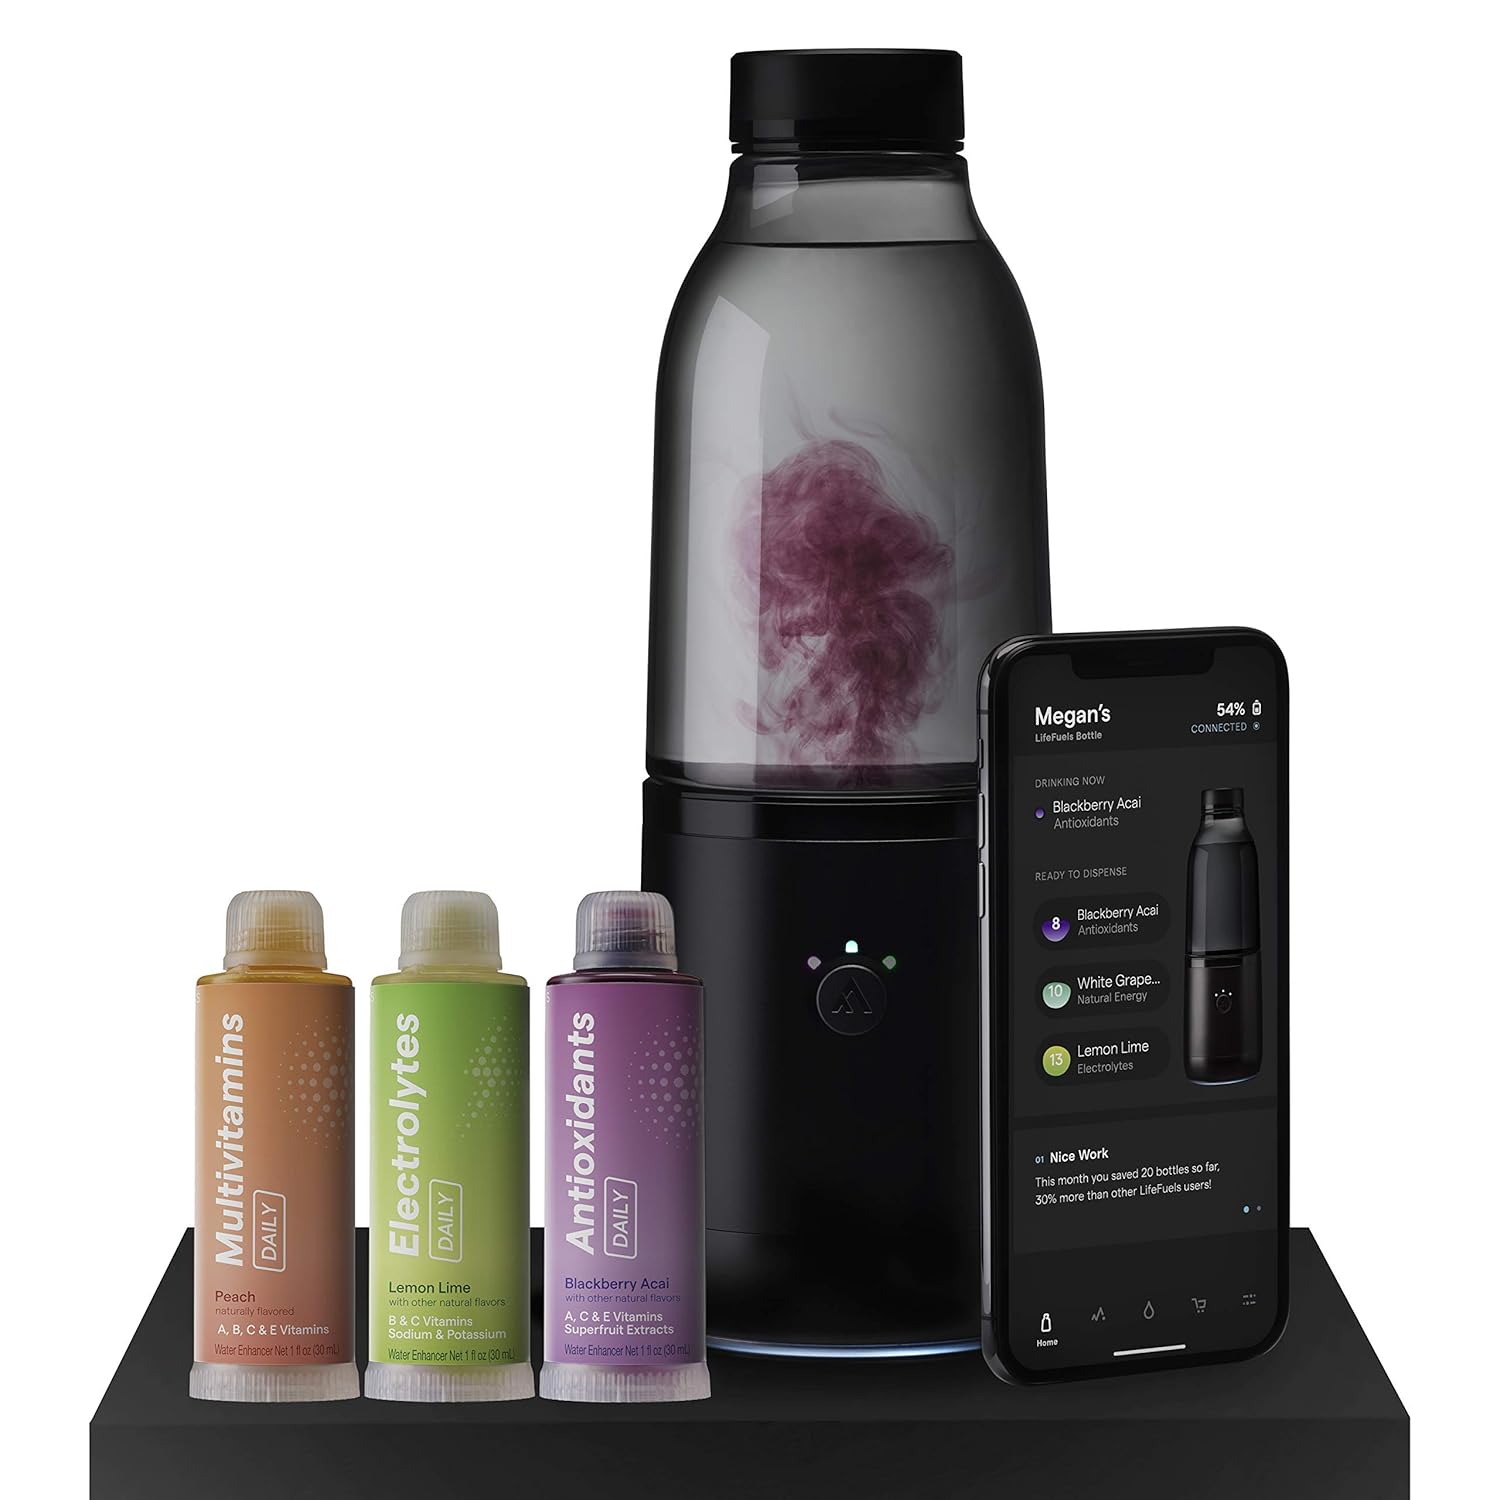 Multivitamins
DAILY
Peach
naturally flavored
A, B, C & E Vitamins
Water Enhancer Net 1 fl oz (30 mL)
Electrolytes
DAILY
Lemon Lime
with other natural flavors
B & C Vitamins
Sodium & Potassium
Water Enhancer Net 1 fl oz (30 mL)
Antioxidants
DAILY
Blackberry Acai
with other natural flavors
A, C & E Vitamins
Superfruit Extracts
Water Enhancer Net 1 fl oz (30 mL)
Megan's
LifeFuels Bottle
54%
CONNECTED
DRINKING NOW
Blackberry Acai
Antioxidants
READY TO DISPENSE
8
Blackberry Acai
Antioxidants
10
White Grape...
Natural Energy
13
Lemon Lime
Electrolytes
01 Nice Work
This month you saved 20 bottles so far,
30% more than other LifeFuels users!
Home